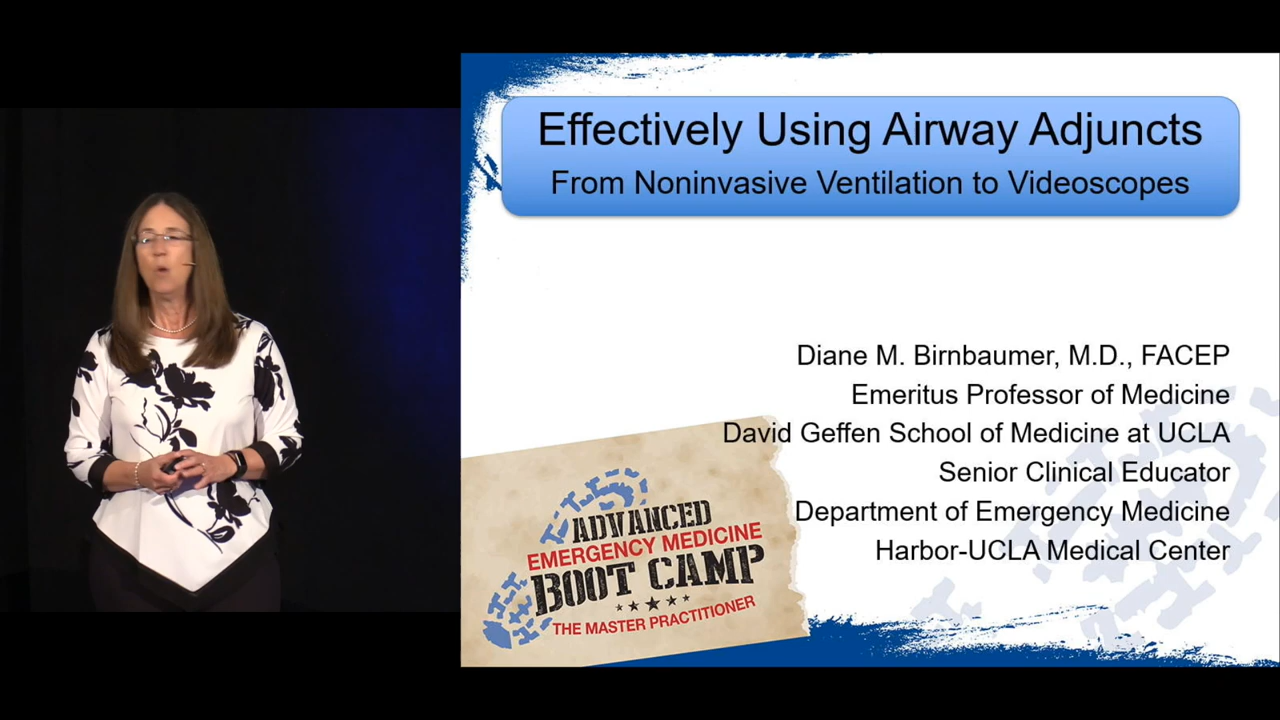 Effectively Using Airway Adjuncts
From Noninvasive Ventilation to Videoscopes
Diane M. Birnbaumer, M.D., FACEP
Emeritus Professor of Medicine
David Geffen School of Medicine at UCLA
Senior Clinical Educator
Department of Emergency Medicine
Harbor-UCLA Medical Center
ADVANCED
EMERGENCY MEDICINE
BOOT CAMP
THE MASTER PRACTITIONER